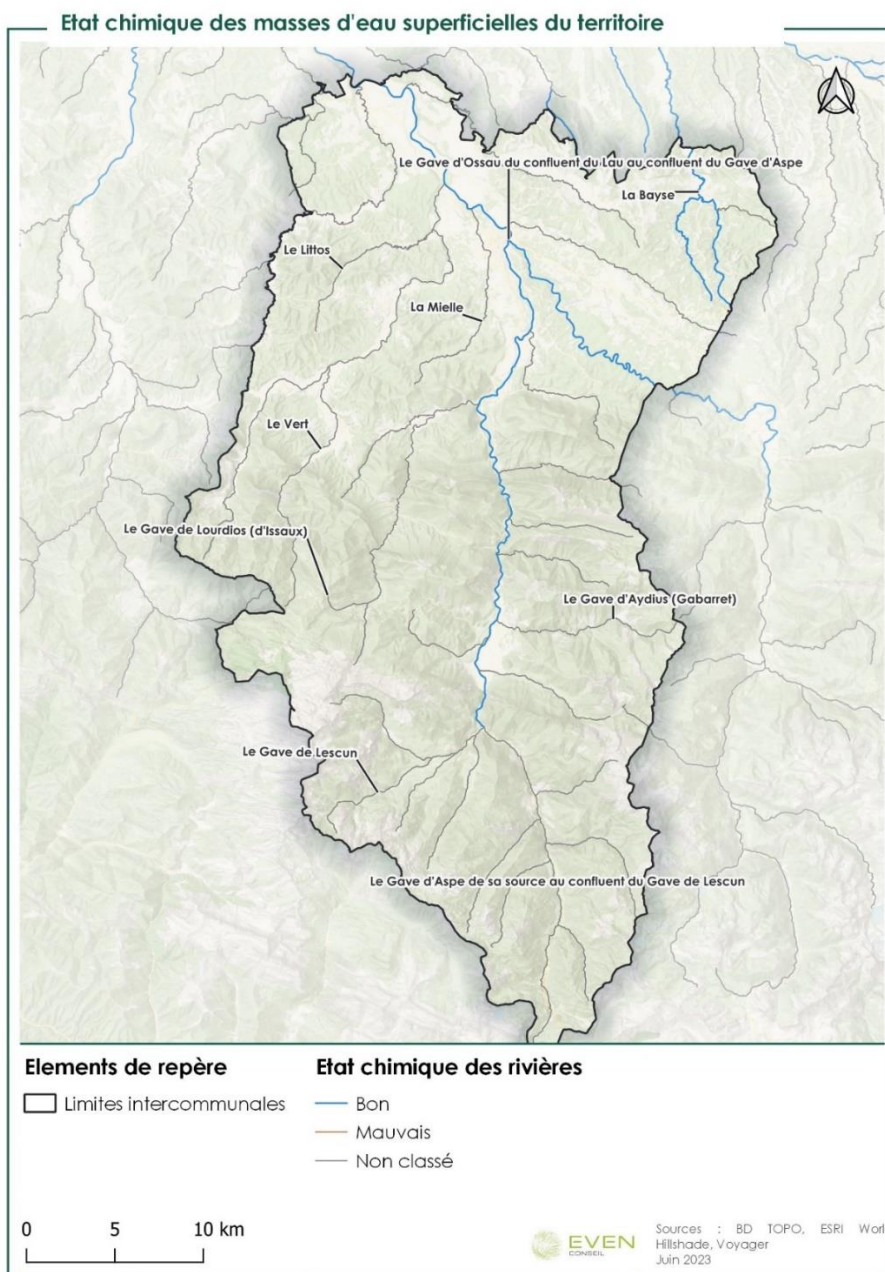 Etat chimique des masses d'eau superficielles du territoire
Le Gave d'Ossau du confluent du Lau au confluent du Gave d'Aspe
La Bayse
Le Littos
La Mielle
Le Vert
Le Gave de Lourdios (d'Issaux)
Le Gave d'Aydius (Gabarret)
Le Gave de Lescun
Le Gave d'Aspe de sa source au confluent du Gave de Lescun
Elements de repère
Limites intercommunales
Etat chimique des rivières
Bon
Mauvais
Non classé
0 5 10 km
EVEN
CONSEIL
Sources : BD TOPO, ESRI Worl
Hillshade, Voyager
Juin 2023